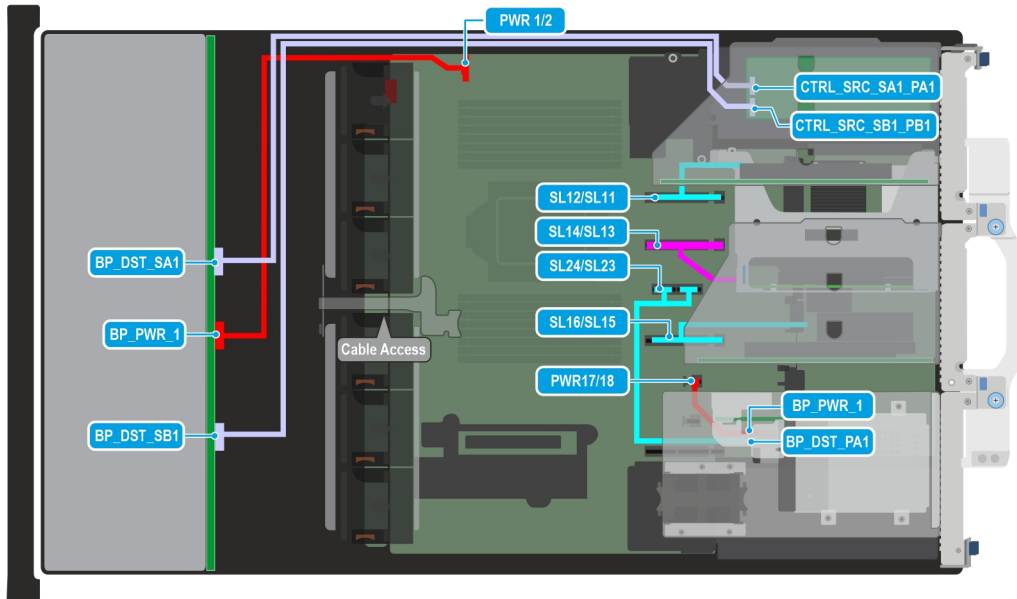 PWR 1/2
CTRL_SRC_SA1_PA1
CTRL_SRC_SB1_PB1
SL12/SL11
SL14/SL13
BP_DST_SA1
SL24/SL23
SL16/SL15
BP_PWR_1
Cable Access
PWR17/18
BP_PWR_1
BP_DST_SB1
BP_DST_PA1